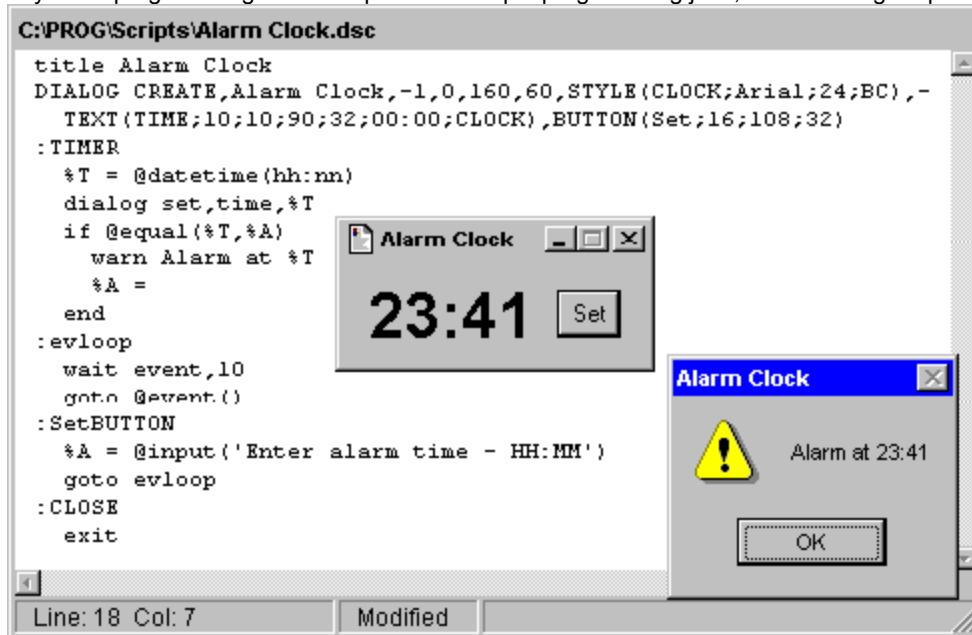 C:\PROG\Scripts\Alarm Clock.dsc
title Alarm Clock
DIALOG CREATE,Alarm Clock,-1,0,160,60,STYLE(CLOCK;Arial;24;BC),-
TEXT(TIME;10;10;90;32;00:00;CLOCK),BUTTON(Set;16;108;32)
:TIMER
%T = @datetime(hh:nn)
dialog set,time,%T
if @equal(%T,%A)
warn Alarm at %T
%A =
end
:evloop
wait event,10
goto @event()
:SetBUTTON
%A = @input('Enter alarm time - HH:MM')
goto evloop
:CLOSE
exit
Alarm Clock
23:41
Set
Alarm Clock
Alarm at 23:41
OK
Line: 18 Col: 7
Modified